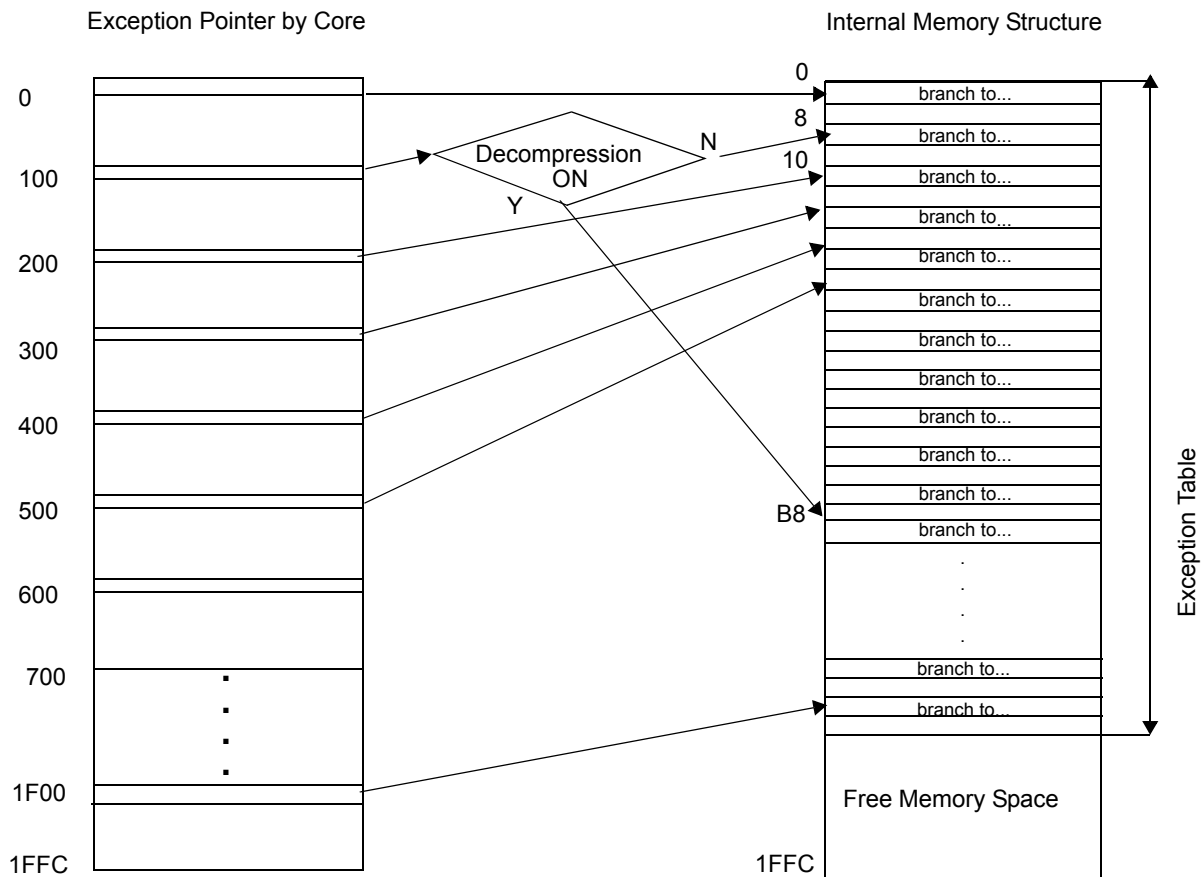 Exception Pointer by Core
Internal Memory Structure
0
100
200
300
400
500
600
700
.
.
.
.
1F00
1FFC
Decompression
ON
N
Y
0
8
10
B8
1FFC
branch to...
branch to...
branch to...
branch to...
branch to...
branch to...
branch to...
branch to...
branch to...
branch to...
branch to...
branch to...
.
.
.
.
branch to...
branch to...
Free Memory Space
Exception Table